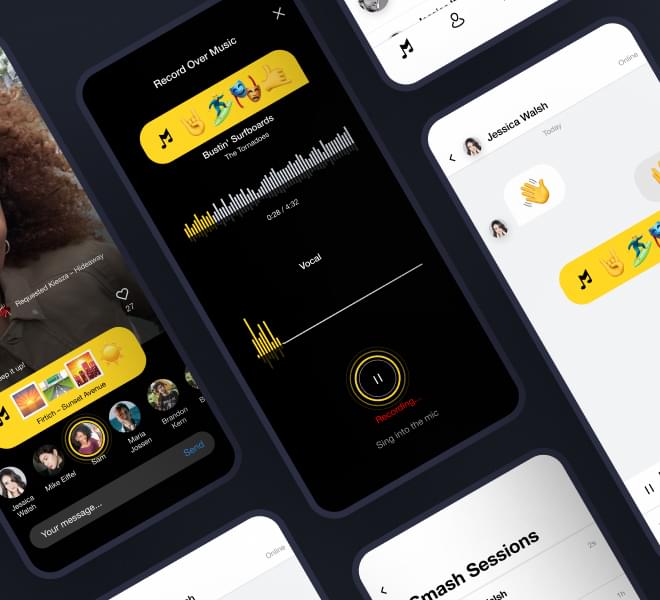 Record Over Music
Bustin' Surfboards
The Tornadoes
0:28 / 4:32
Vocal
Recording...
Sing into the mic
Requested Kiesza – Hideaway
27
eep it up!
Firtich – Sunset Avenue
Jessica
Walsh
Mike Eiffel
Sam
Maria
Jossen
Brandon
Kern
Your message...
Send
Online
Jessica Walsh
Today
Online
Smash Sessions
2s
1h